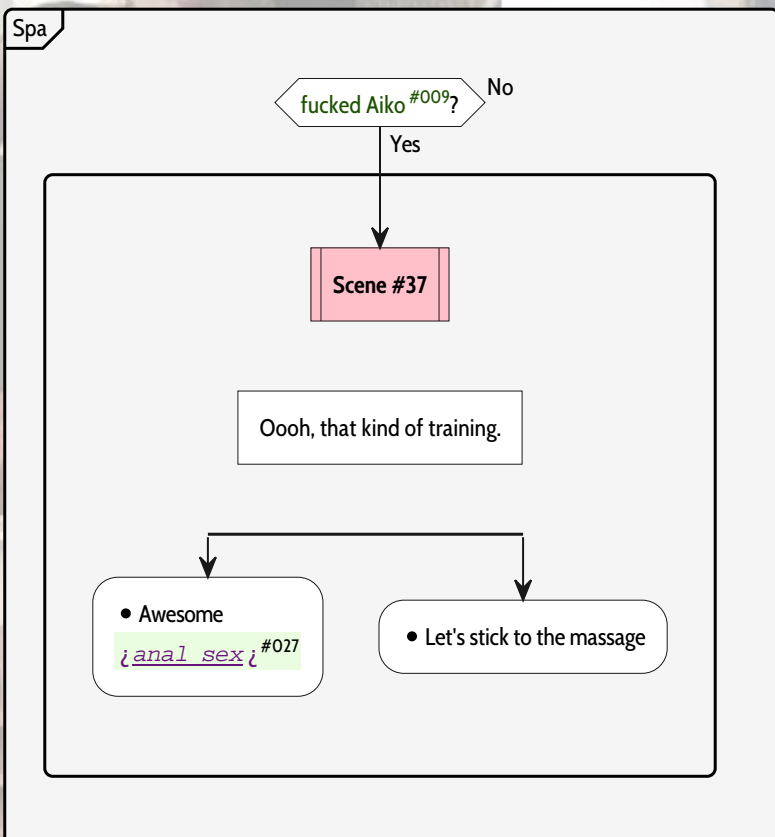 Spa
fucked Aiko #009?
No
Yes
Scene #37
Oooh, that kind of training.
• Awesome
¿anal sex¿#027
• Let's stick to the massage